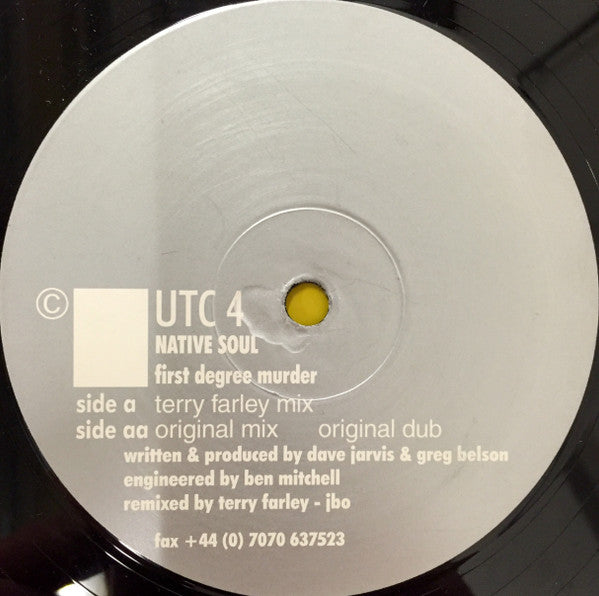 © UTC 4
NATIVE SOUL
first degree murder
side a terry farley mix
side aa original mix original dub
written & produced by dave jarvis & greg belson
engineered by ben mitchell
remixed by terry farley - jbo
fax +44 (0) 7070 637523